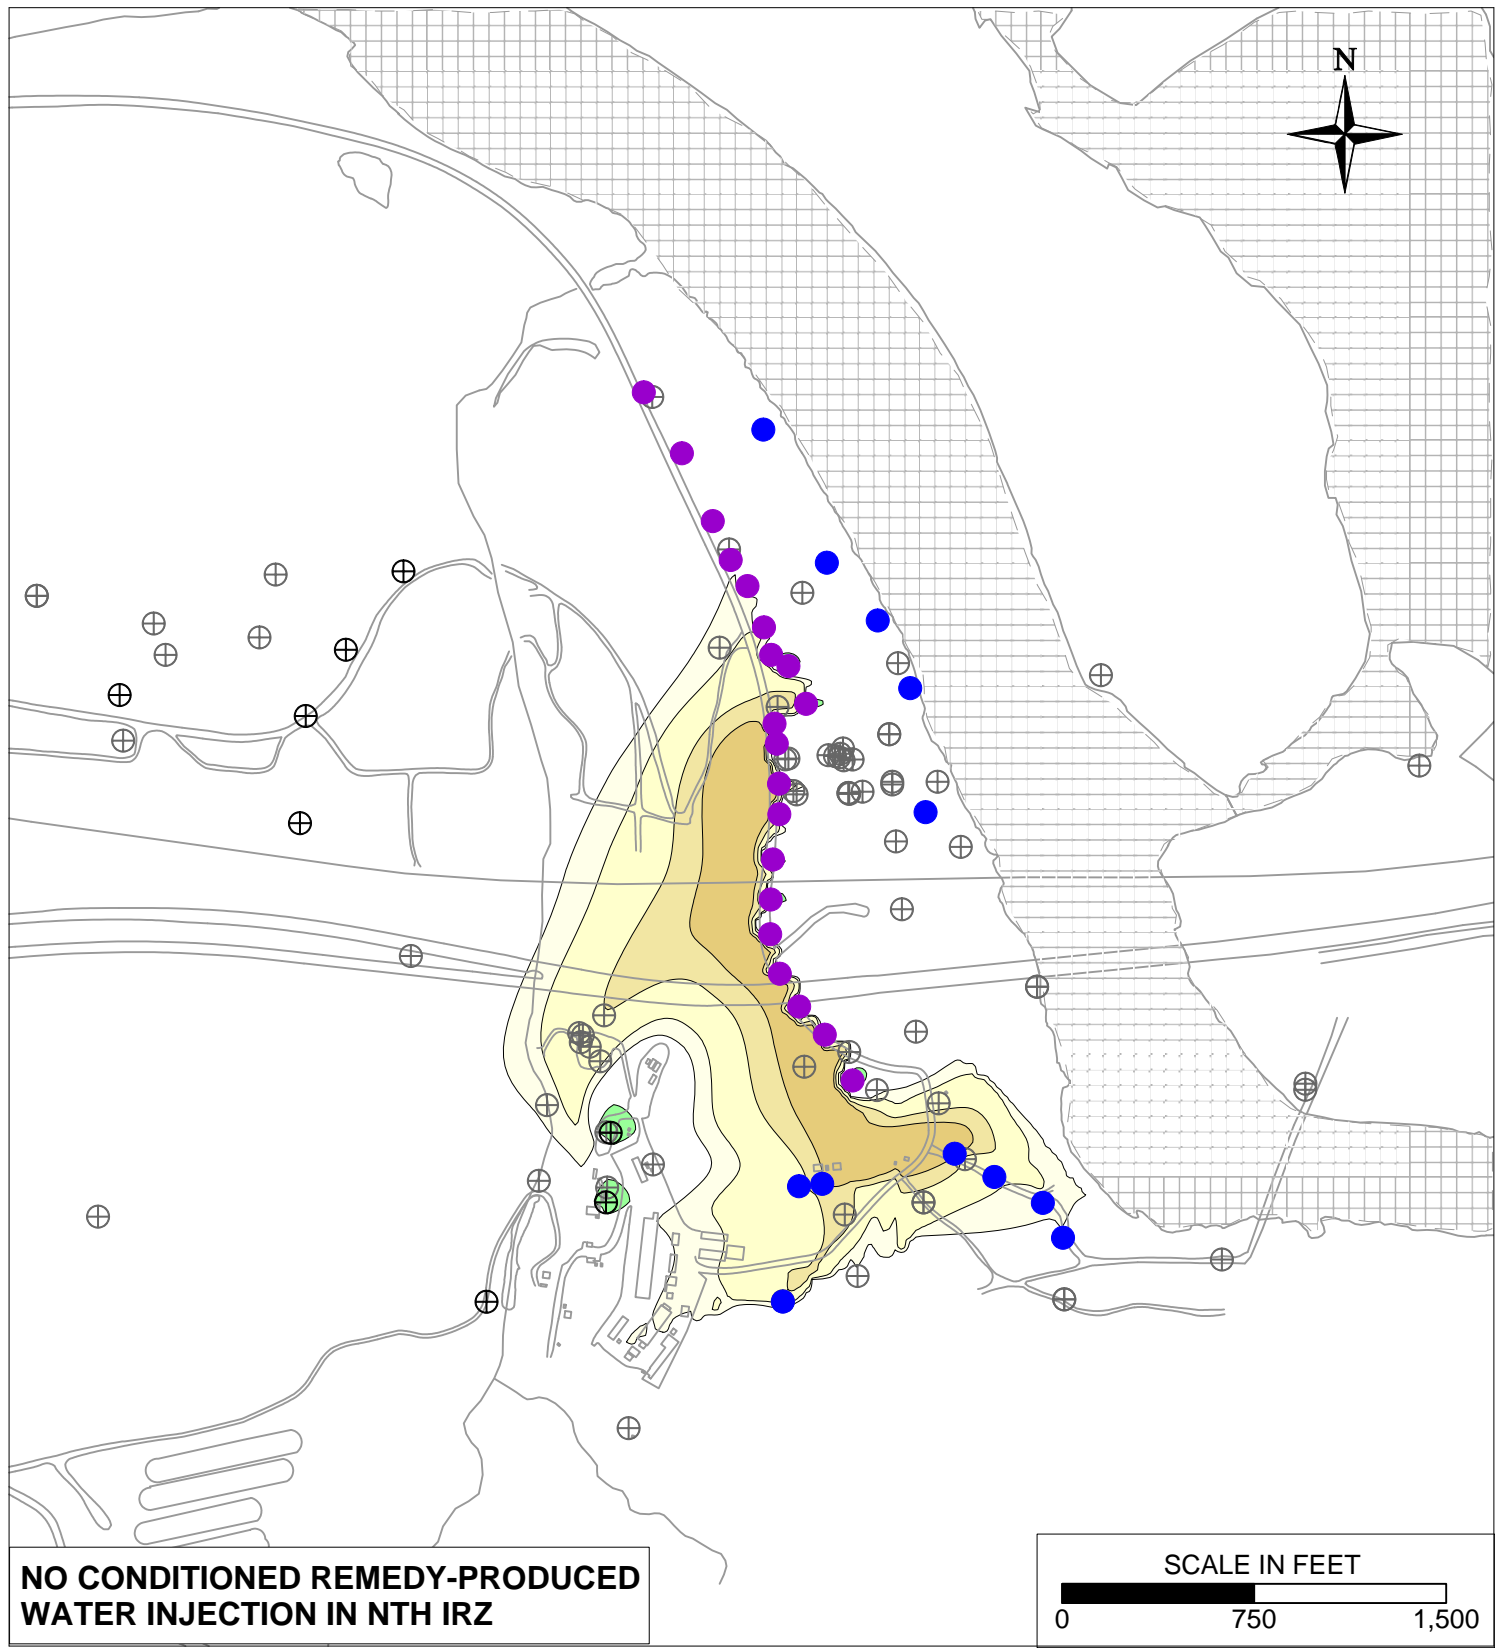 N
NO CONDITIONED REMEDY-PRODUCED
WATER INJECTION IN NTH IRZ
SCALE IN FEET
0 750 1,500